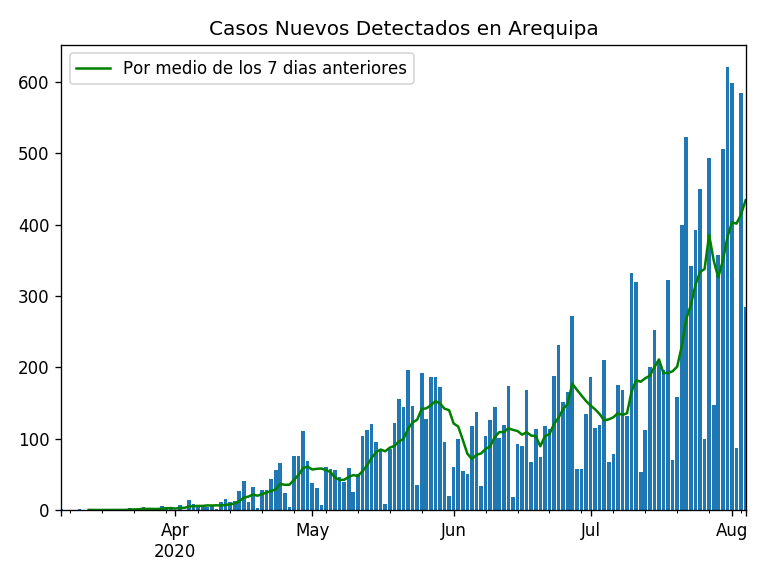 Casos Nuevos Detectados en Arequipa
Por medio de los 7 dias anteriores
600
500
400
300
200
100
0
Apr May Jun Jul Aug
2020